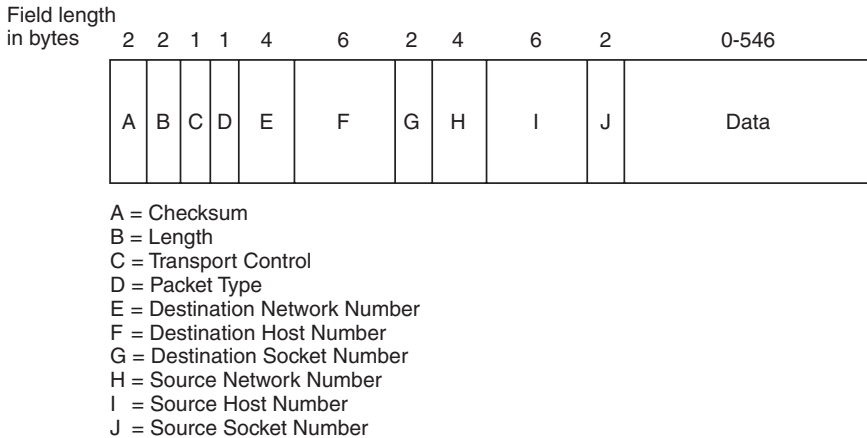 Field length
in bytes 2 2 1 1 4 6 2 4 6 2 0-546
A B C D E F G H I J Data
A = Checksum
B = Length
C = Transport Control
D = Packet Type
E = Destination Network Number
F = Destination Host Number
G = Destination Socket Number
H = Source Network Number
I = Source Host Number
J = Source Socket Number